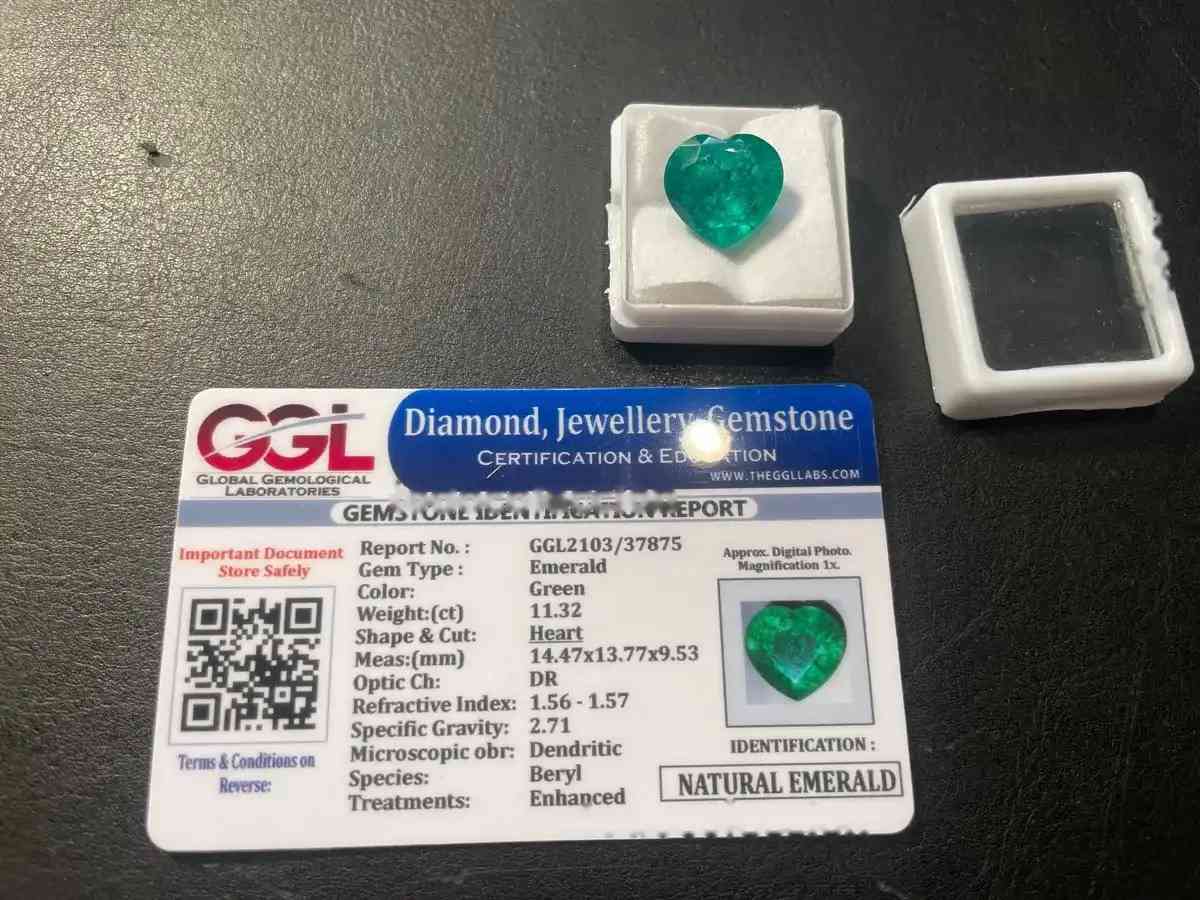 GGL
GLOBAL GEMOLOGICAL
LABORATORIES
Diamond, Jewellery, Gemstone
CERTIFICATION & EDUCATION
WWW.THEGGLLABS.COM
GEMSTONE IDENTIFICATION REPORT
Important Document
Store Safely
Terms & Conditions on
Reverse:
Report No. : GGL2103/37875
Gem Type : Emerald
Color: Green
Weight:(ct) 11.32
Shape & Cut: Heart
Meas:(mm) 14.47x13.77x9.53
Optic Ch: DR
Refractive Index: 1.56 - 1.57
Specific Gravity: 2.71
Microscopic obr: Dendritic
Species: Beryl
Treatments: Enhanced
Approx. Digital Photo.
Magnification 1x.
IDENTIFICATION :
NATURAL EMERALD